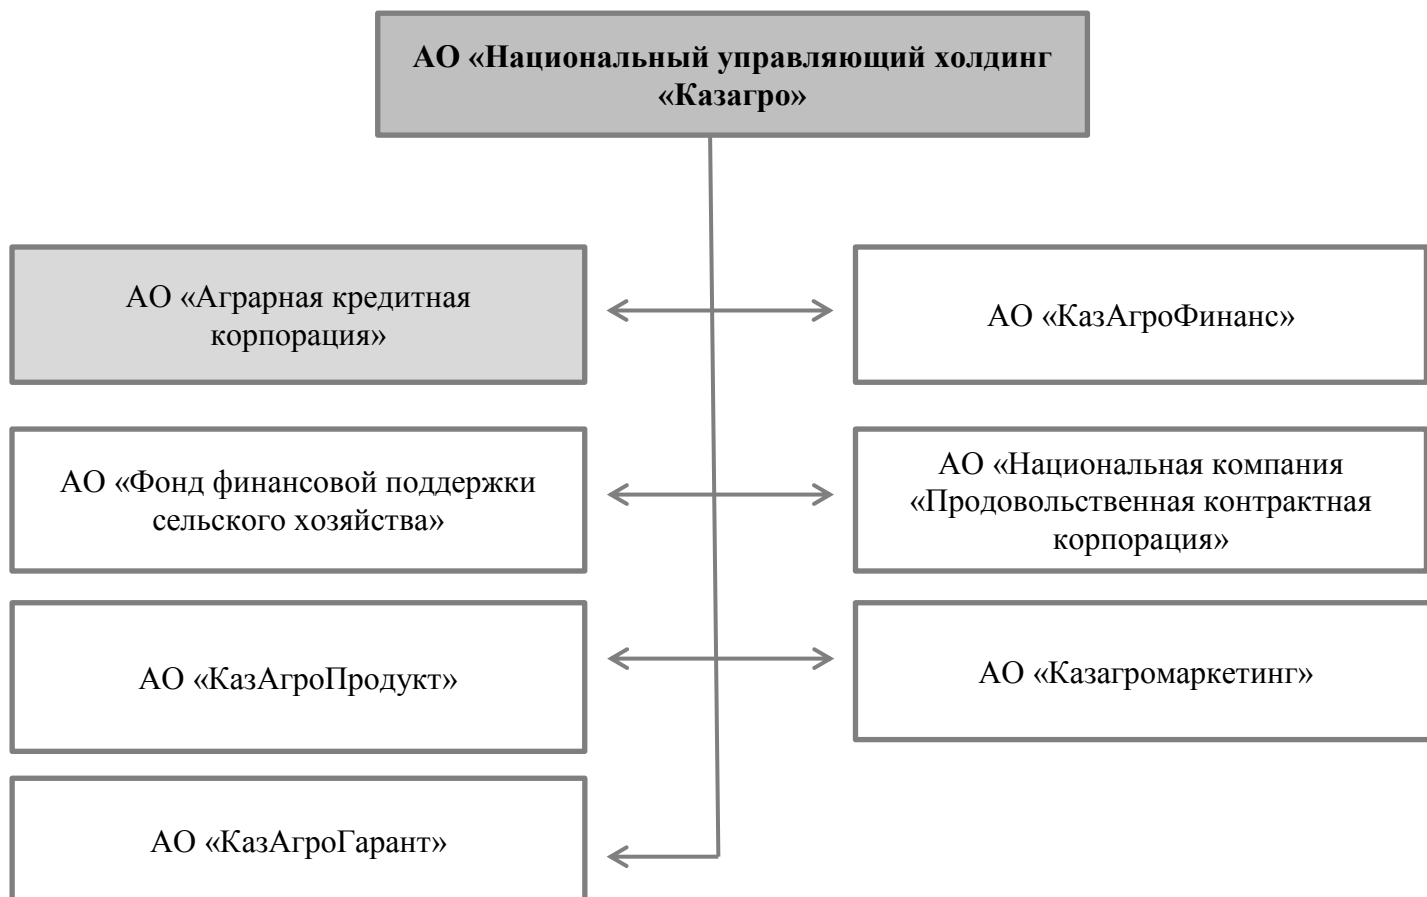 АО «Национальный управляющий холдинг
«Казагро»
АО «Аграрная кредитная
корпорация»
АО «КазАгроФинанс»
АО «Фонд финансовой поддержки
сельского хозяйства»
АО «Национальная компания
«Продовольственная контрактная
корпорация»
АО «КазАгроПродукт»
АО «Казагромаркетинг»
АО «КазАгроГарант»